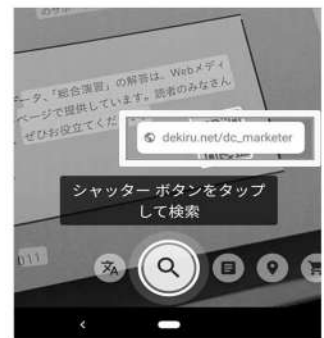 のサ
ータ、「総合演習」の解答は、Webメディ
ページで提供しています。読者のみなさん
ぜひお役立てくだ
dekiru.net/dc_marketer
シャッター ボタンをタップ
して検索
011